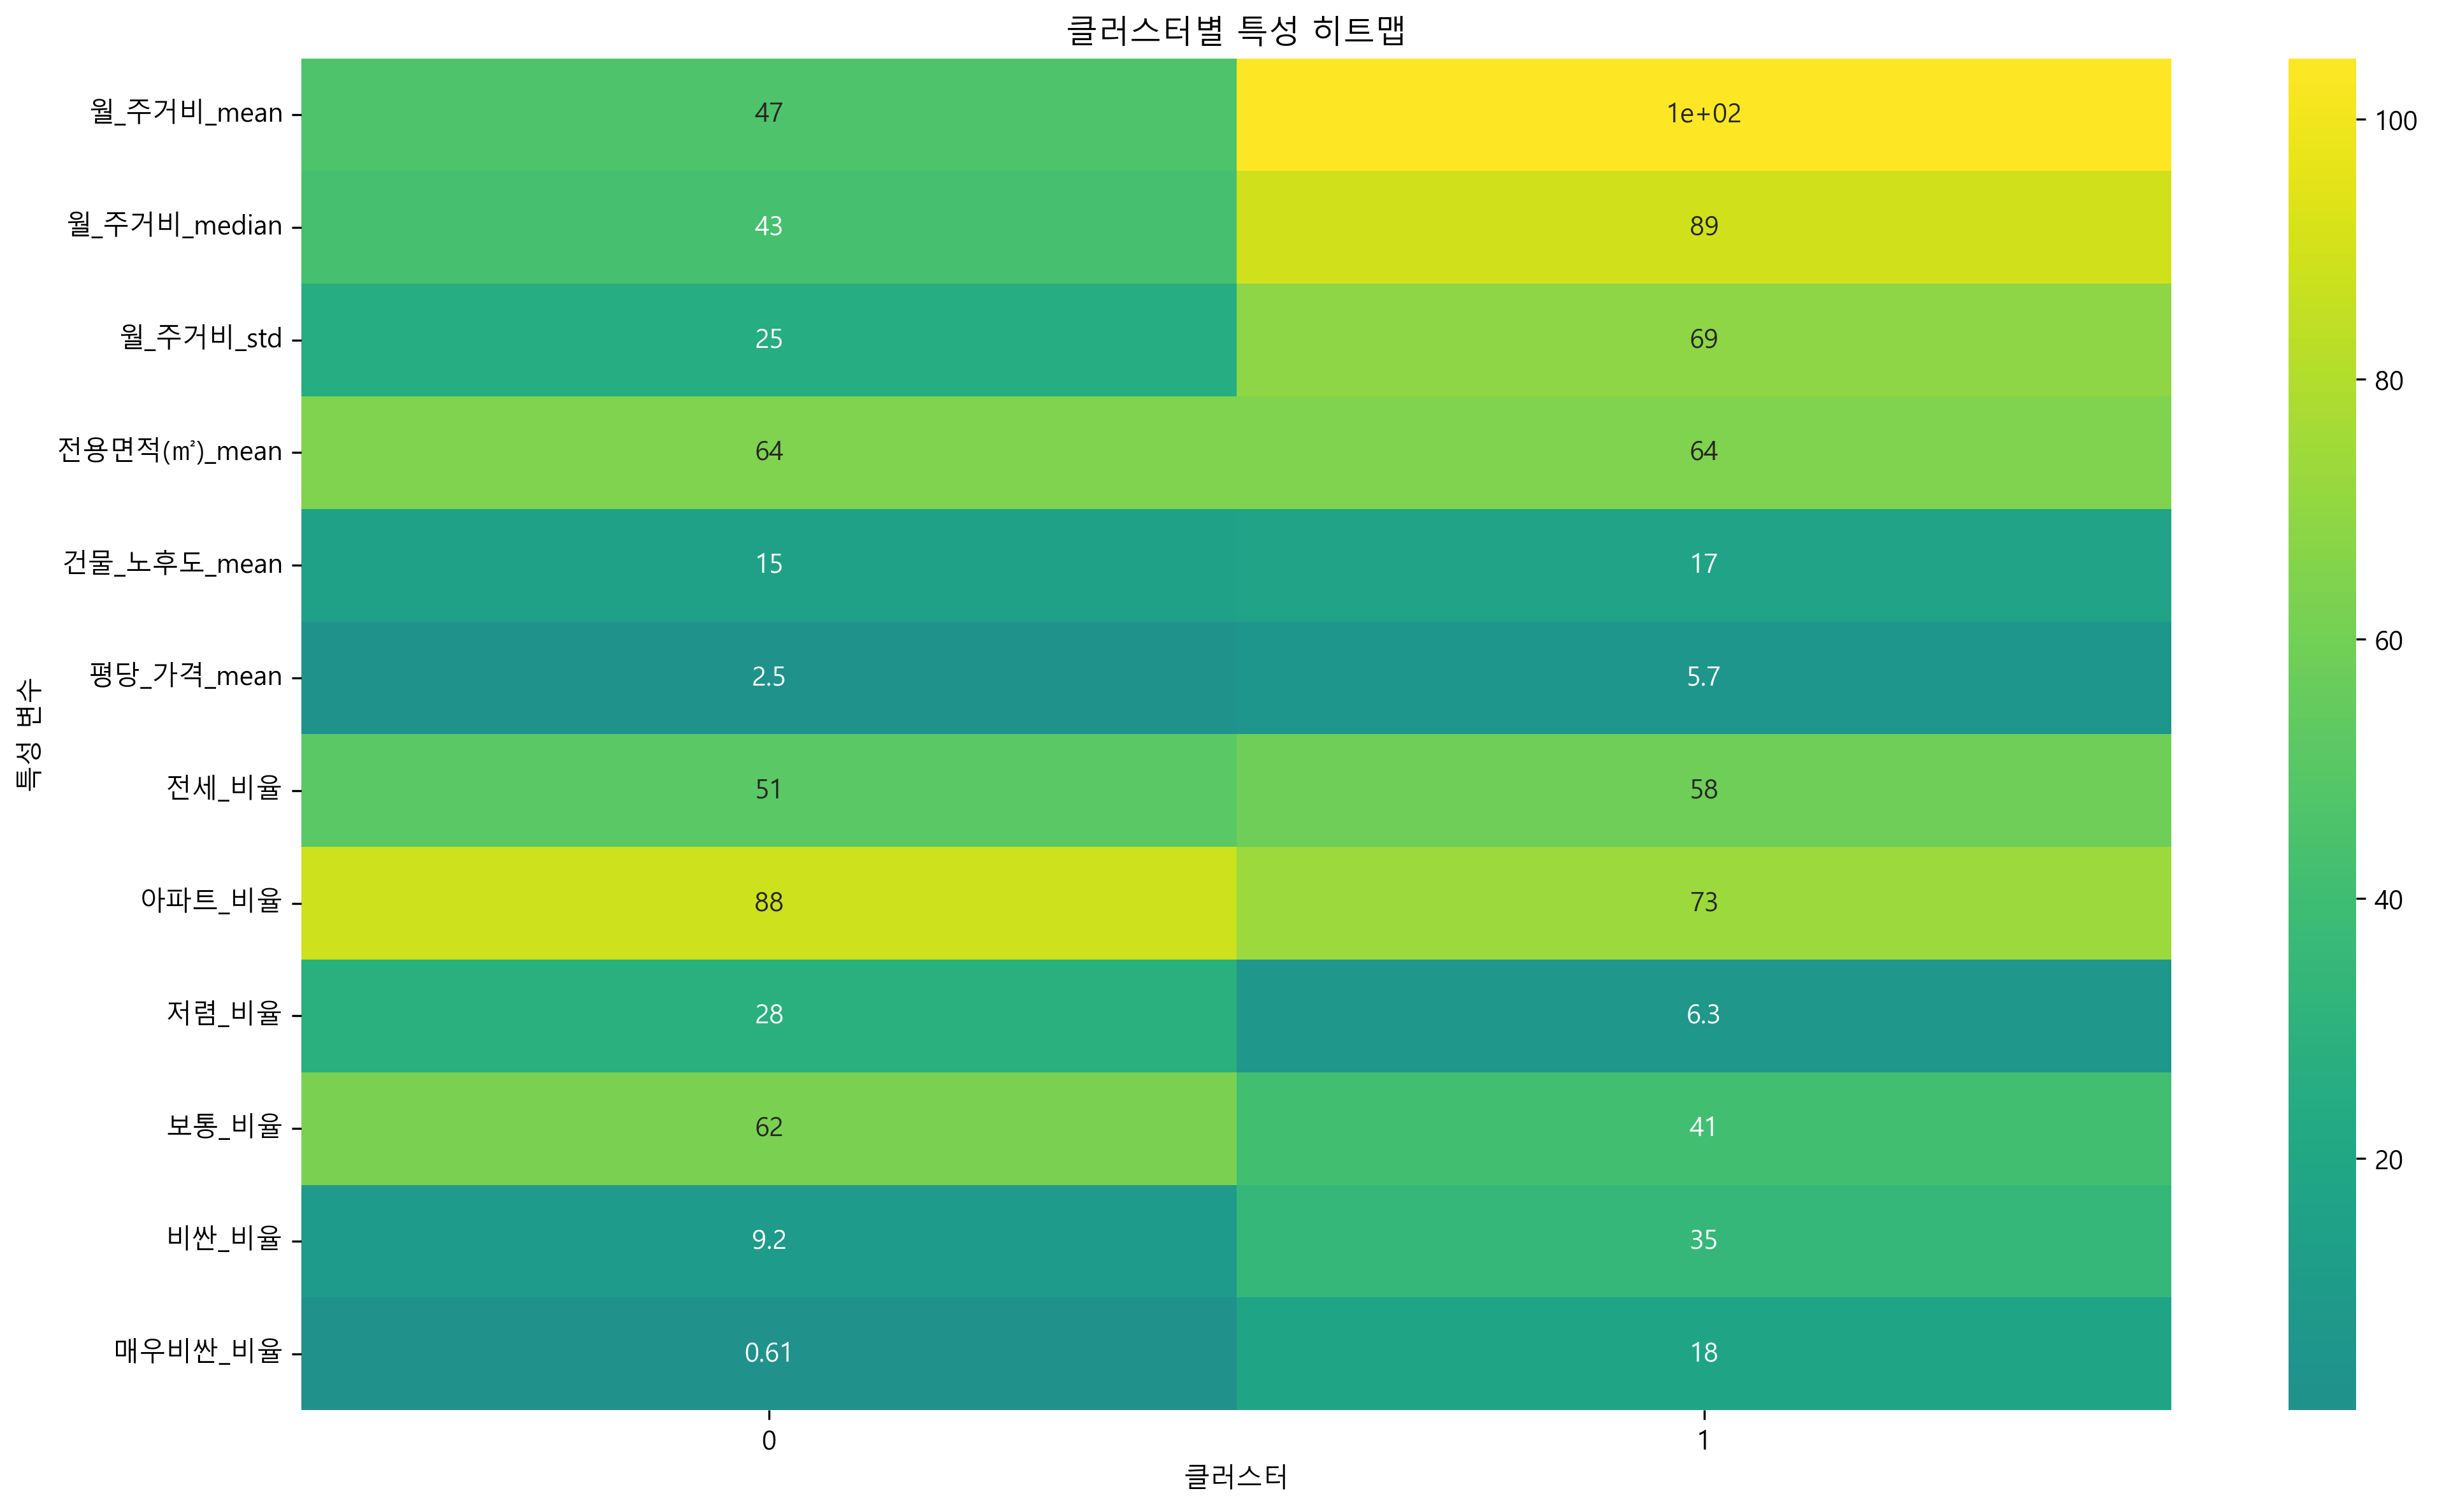 클러스터별 특성 히트맵
월_주거비_mean 47 1e+02
월_주거비_median 43 89
월_주거비_std 25 69
전용면적(㎡)_mean 64 64
건물_노후도_mean 15 17
평당_가격_mean 2.5 5.7
전세_비율 51 58
아파트_비율 88 73
저렴_비율 28 6.3
보통_비율 62 41
비싼_비율 9.2 35
매우비싼_비율 0.61 18
특성 변수
0 1
클러스터
100
80
60
40
20